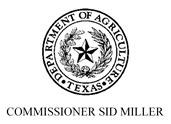 DEPARTMENT OF AGRICULTURE
TEXAS
COMMISSIONER SID MILLER